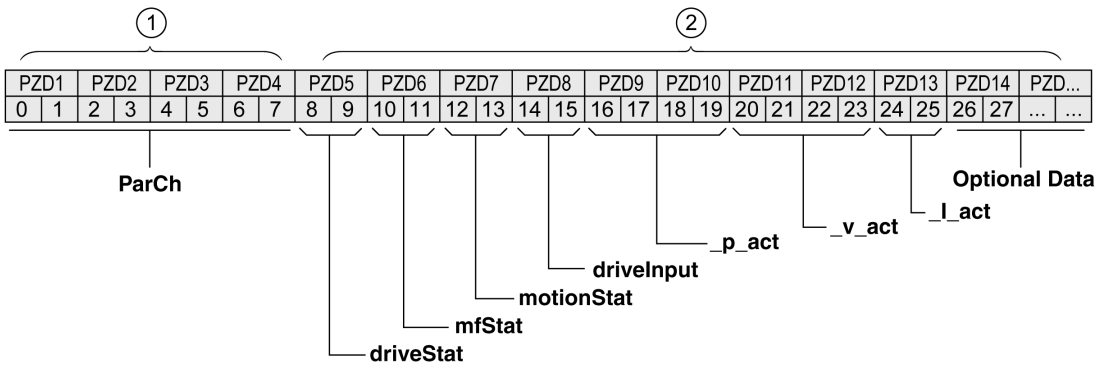 1 2
PZD1 PZD2 PZD3 PZD4 PZD5 PZD6 PZD7 PZD8 PZD9 PZD10 PZD11 PZD12 PZD13 PZD14 PZD...
0 1 2 3 4 5 6 7 8 9 10 11 12 13 14 15 16 17 18 19 20 21 22 23 24 25 26 27 ... ...
ParCh
Optional Data
_I_act
_v_act
_p_act
driveInput
motionStat
mfStat
driveStat